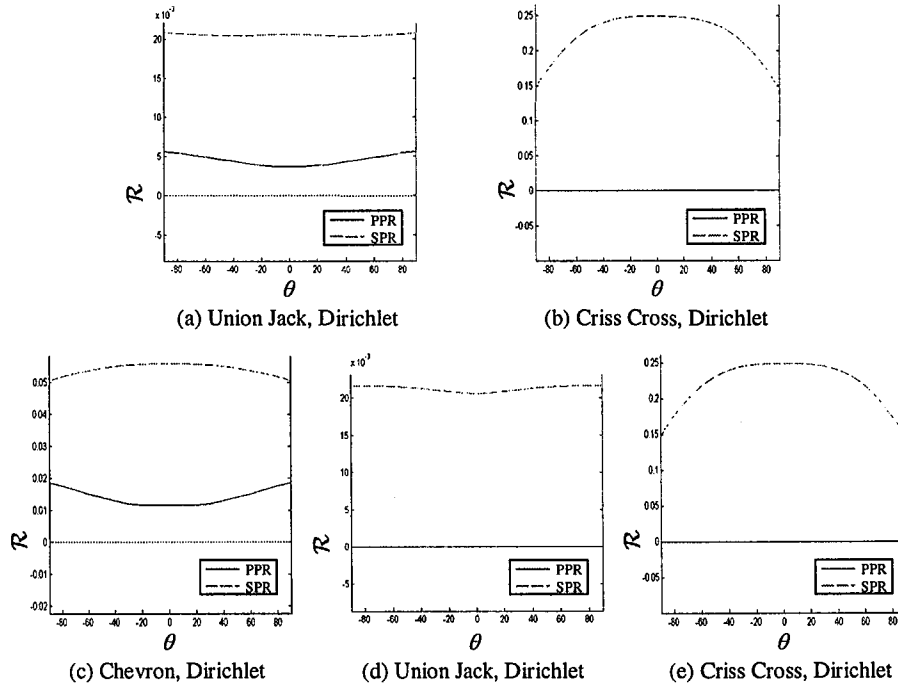 x 10⁻³
20
15
10
5
0
-5
R
-80 -60 -40 -20 0 20 40 60 80
θ
PPR
SPR
(a) Union Jack, Dirichlet
0.25
0.2
0.15
0.1
0.05
0
-0.05
R
-80 -60 -40 -20 0 20 40 60 80
θ
PPR
SPR
(b) Criss Cross, Dirichlet
0.05
0.04
0.03
0.02
0.01
0
-0.01
-0.02
R
-80 -60 -40 -20 0 20 40 60 80
θ
PPR
SPR
(c) Chevron, Dirichlet
x 10⁻³
20
15
10
5
0
-5
R
-80 -60 -40 -20 0 20 40 60 80
θ
PPR
SPR
(d) Union Jack, Dirichlet
0.25
0.2
0.15
0.1
0.05
0
-0.05
R
-80 -60 -40 -20 0 20 40 60 80
θ
PPR
SPR
(e) Criss Cross, Dirichlet